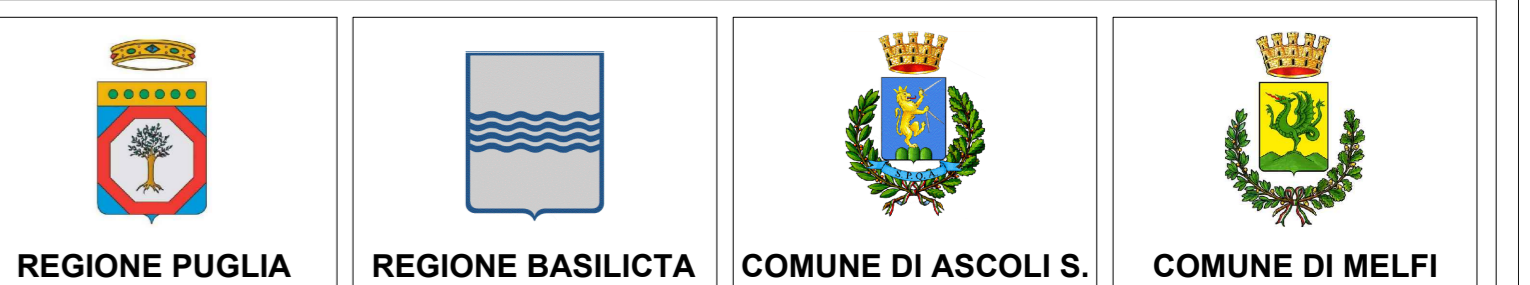 S.P.Q.A
REGIONE PUGLIA
REGIONE BASILICTA
COMUNE DI ASCOLI S.
COMUNE DI MELFI